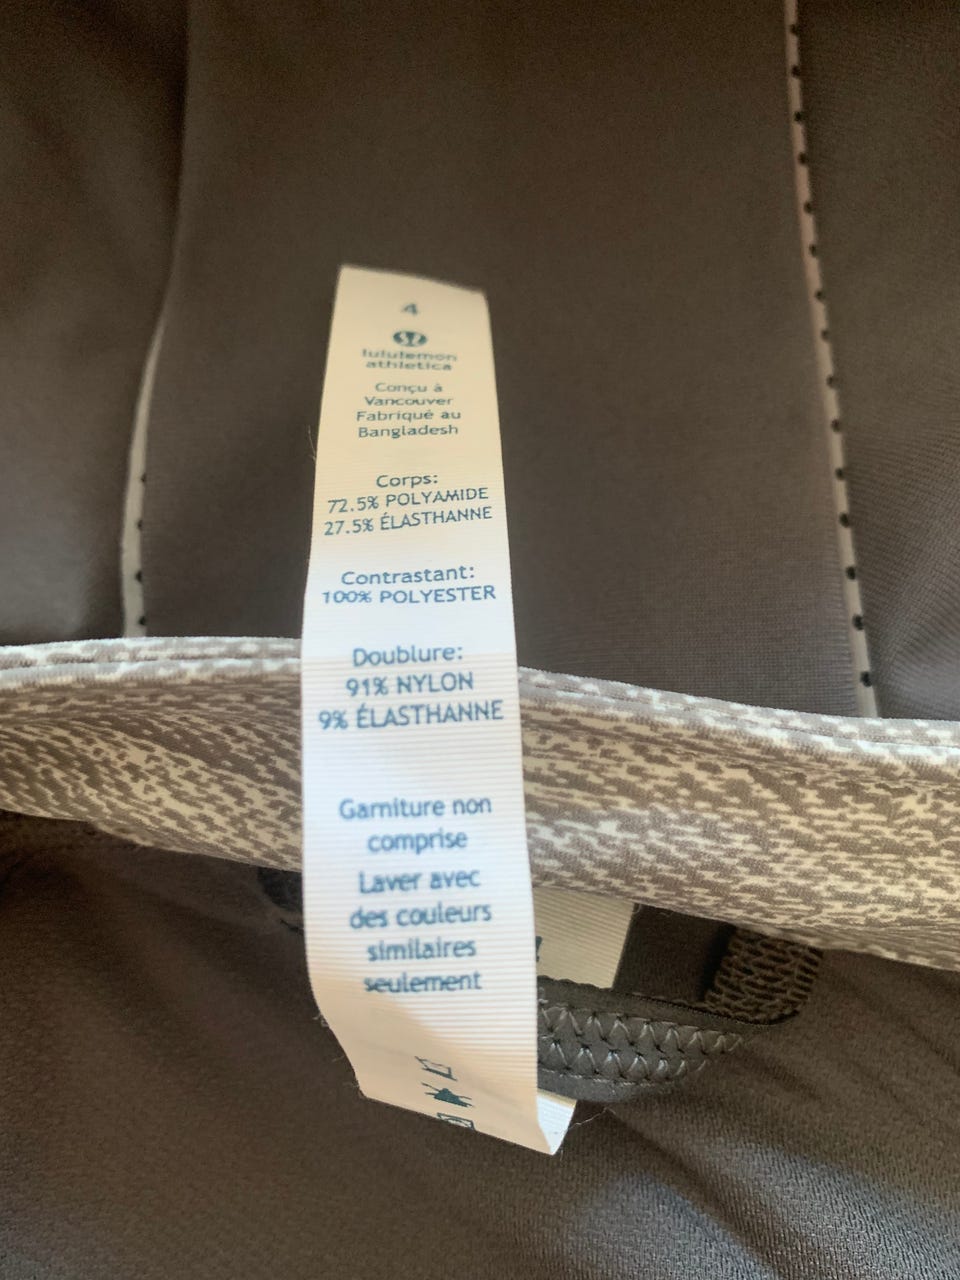 4
lululemon
athletica
Conçu à
Vancouver
Fabriqué au
Bangladesh
Corps:
72.5% POLYAMIDE
27.5% ÉLASTHANNE
Contrastant:
100% POLYESTER
Doublure:
91% NYLON
9% ÉLASTHANNE
Garniture non
comprise
Laver avec
des couleurs
similaires
seulement